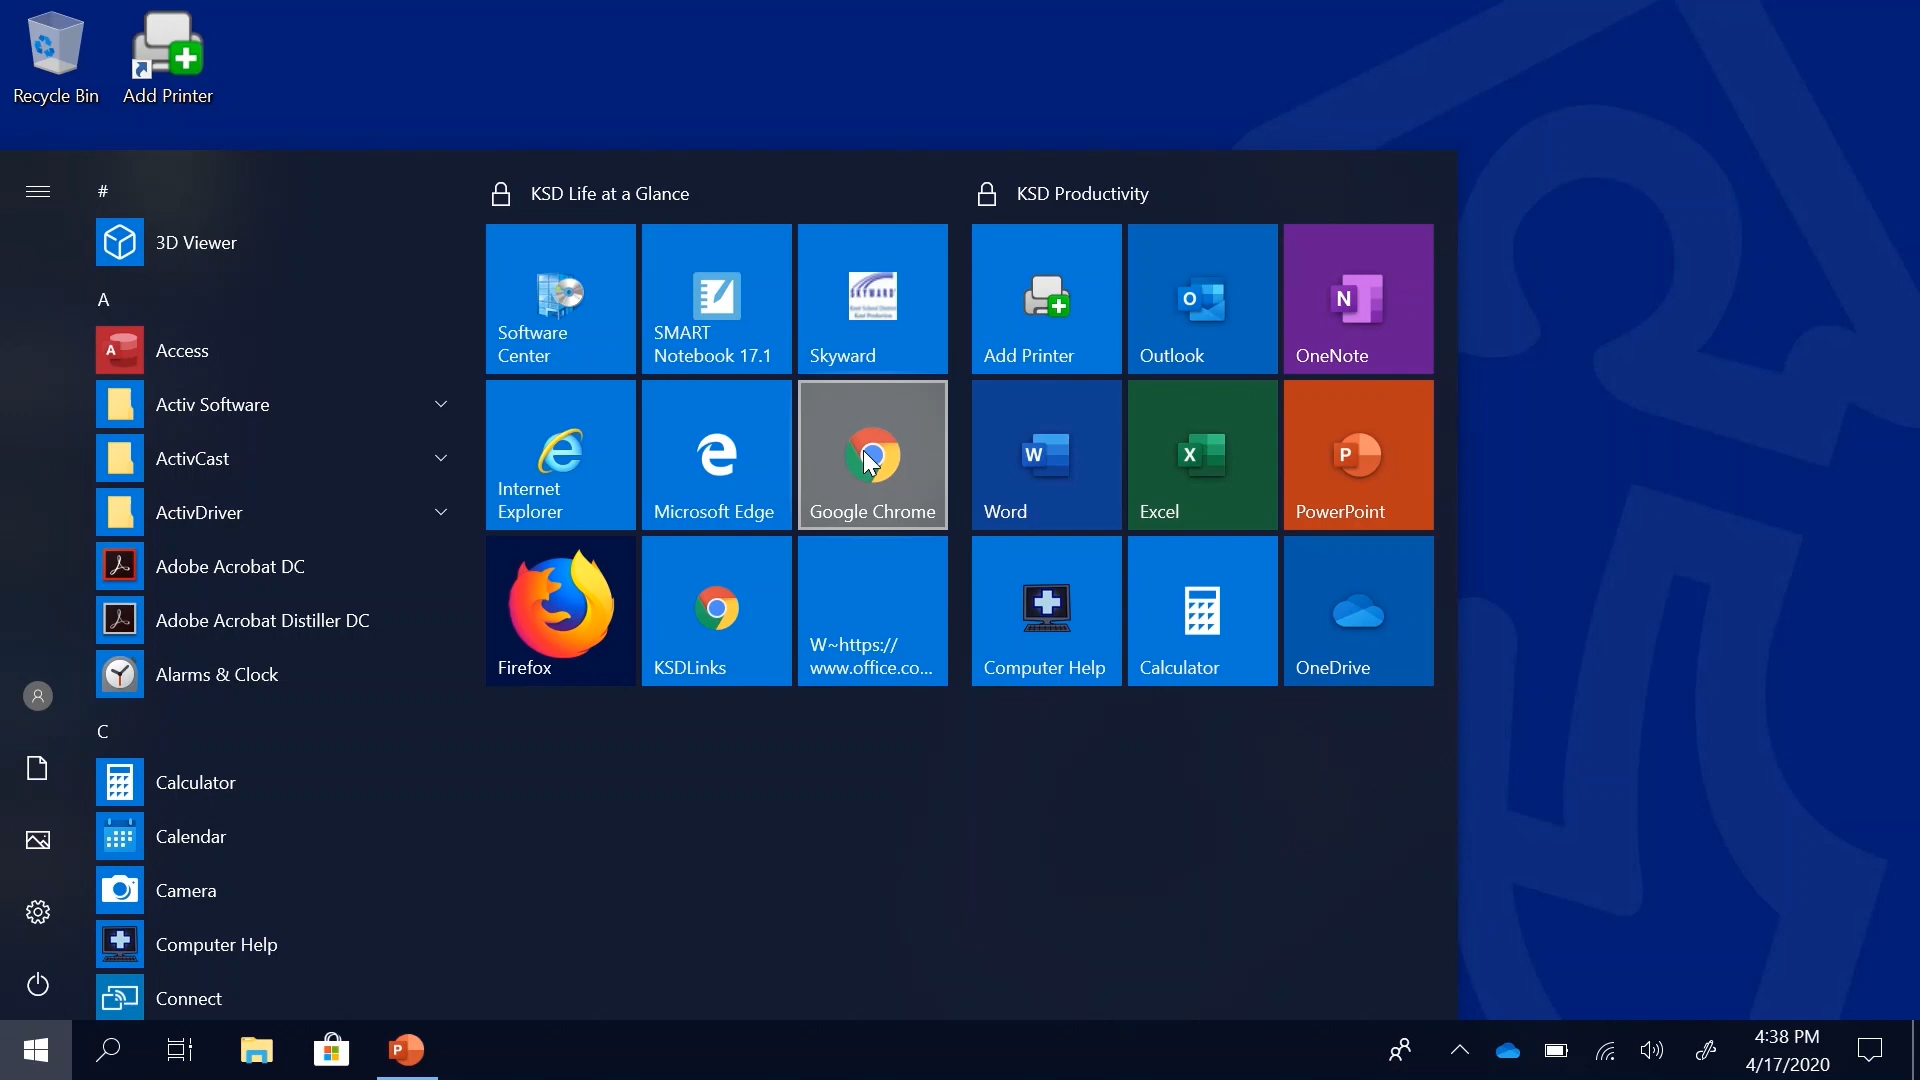 Recycle Bin
Add Printer
#
3D Viewer
A
Access
Activ Software
ActivCast
ActivDriver
Adobe Acrobat DC
Adobe Acrobat Distiller DC
Alarms & Clock
C
Calculator
Calendar
Camera
Computer Help
Connect
KSD Life at a Glance
Software
Center
SMART
Notebook 17.1
SKYWARD
Skyward
Internet
Explorer
Microsoft Edge
Google Chrome
Firefox
KSDLinks
W~https://
www.office.co...
KSD Productivity
Add Printer
Outlook
OneNote
Word
Excel
PowerPoint
Computer Help
Calculator
OneDrive
4:38 PM
4/17/2020